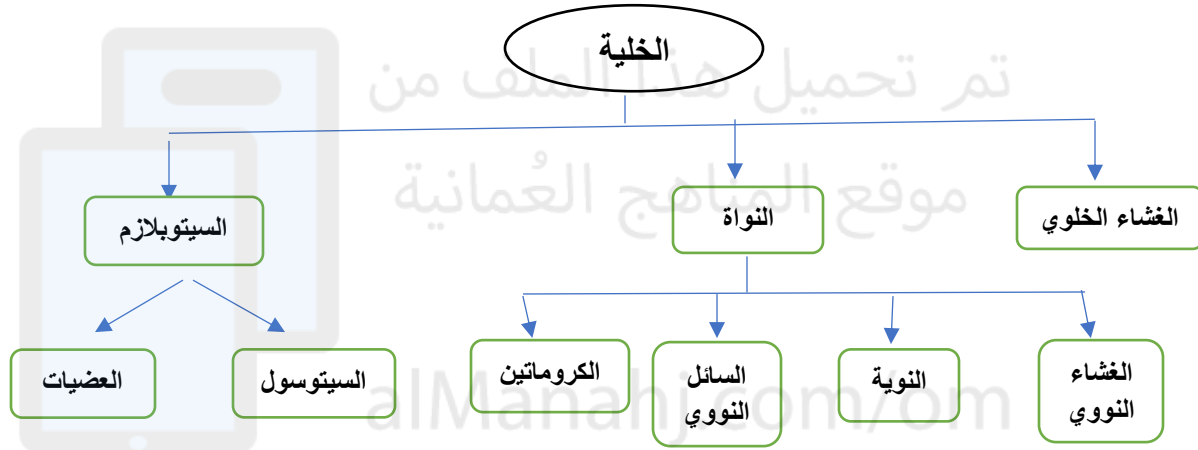 الخلية
تم تحميل هذا الملف من
موقع المناهج العُمانية
الغشاء الخلوي
النواة
السيتوبلازم
الغشاء
النووي
النوية
السائل
النووي
الكروماتين
السيتوسول
العضيات
alManahj.com/om